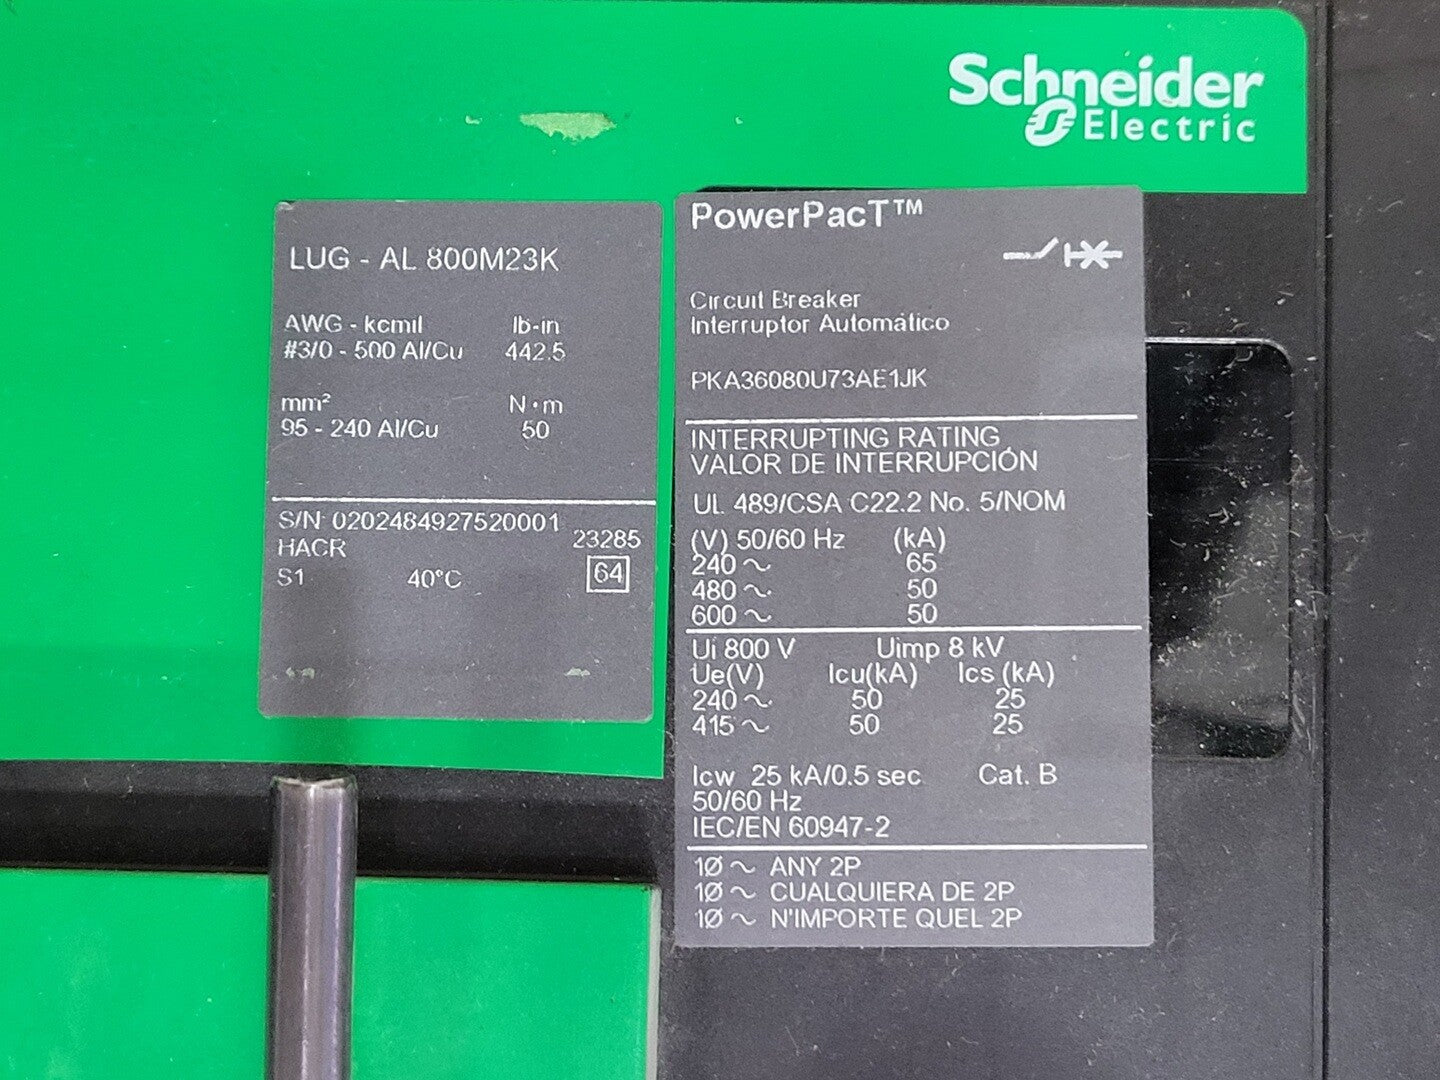 Schneider
Electric
LUG - AL 800M23K
AWG - kcmil lb-in
#3/0 - 500 Al/Cu 442.5
mm² N•m
95 - 240 Al/Cu 50
S/N 0202484927520001
23285
HACR
S1 40°C 64
PowerPacT™
Circuit Breaker
Interruptor Automático
PKA36080U73AE1JK
INTERRUPTING RATING
VALOR DE INTERRUPCIÓN
UL 489/CSA C22.2 No. 5/NOM
(V) 50/60 Hz (kA)
240 ~ 65
480 ~ 50
600 ~ 50
Ui 800 V Uimp 8 kV
Ue(V) Icu(kA) Ics (kA)
240 ~ 50 25
415 ~ 50 25
Icw 25 kA/0.5 sec Cat. B
50/60 Hz
IEC/EN 60947-2
1Ø ~ ANY 2P
1Ø ~ CUALQUIERA DE 2P
1Ø ~ N'IMPORTE QUEL 2P